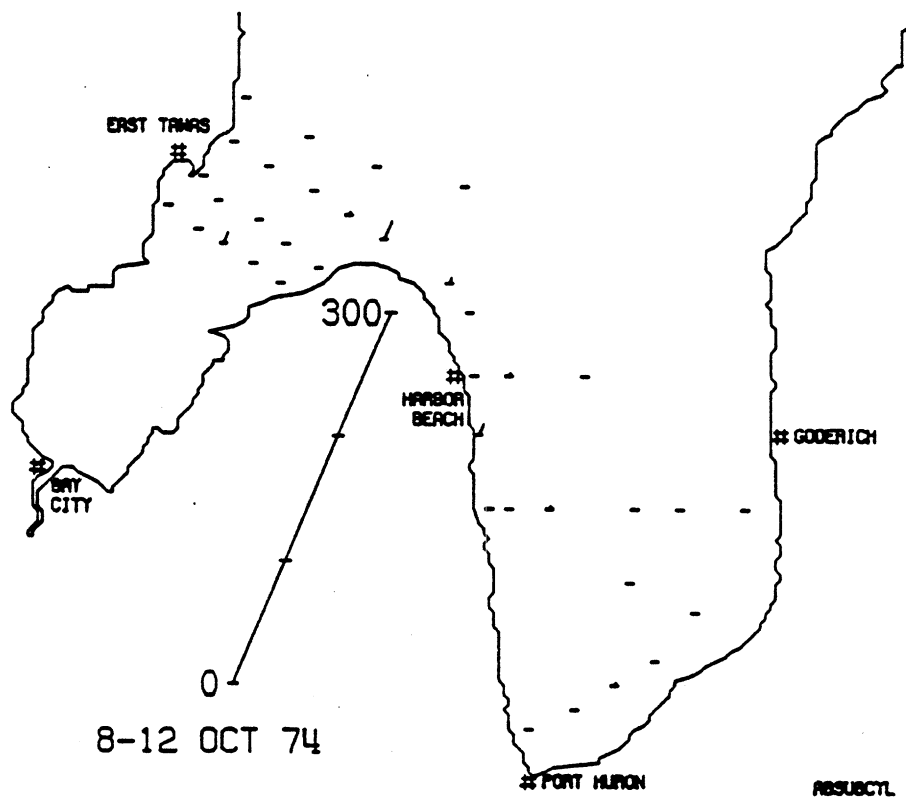 EAST TAWAS
300
HARBOR
BEACH
GODERICH
BAY
CITY
0
8-12 OCT 74
PORT HURON
ABSUBCTL